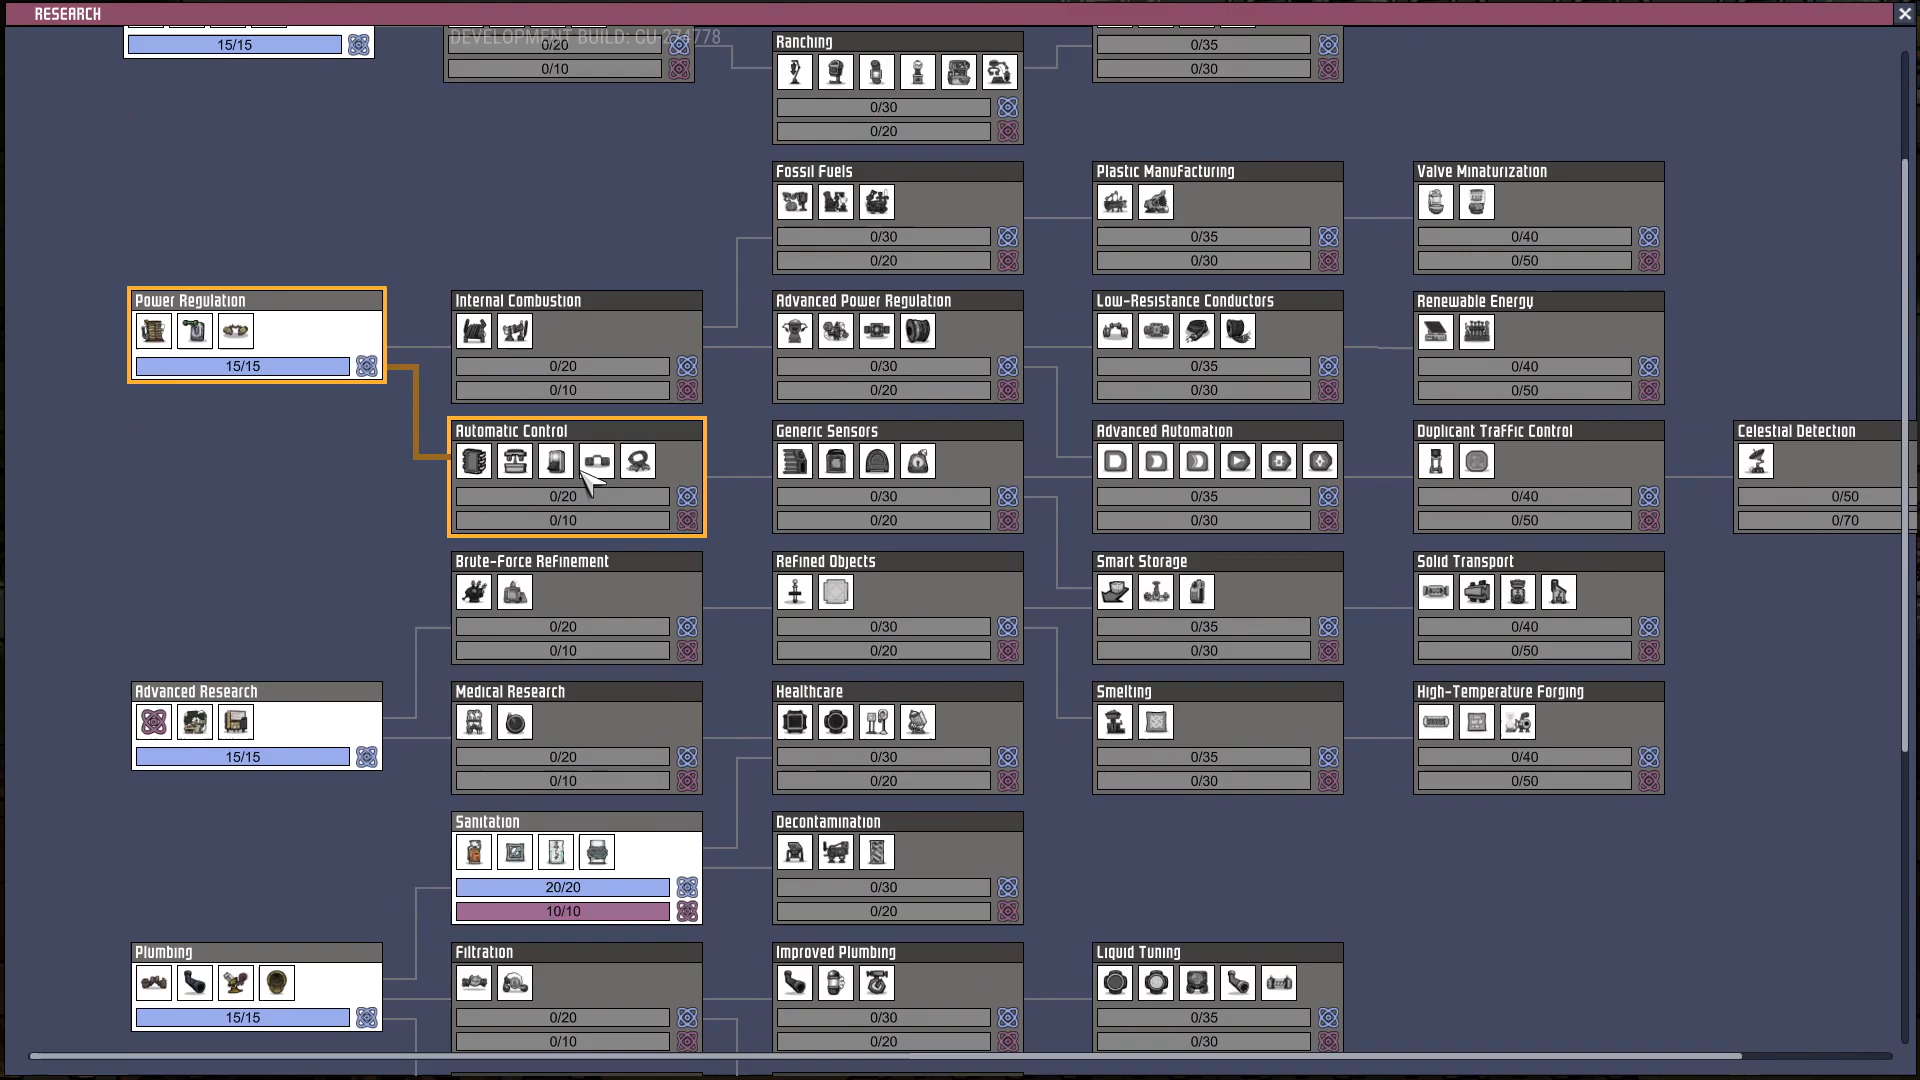 RESEARCH
15/15
DEVELOPMENT BUILD: CU
0/20
0/10
Ranching
0/30
0/20
0/35
0/30
Fossil Fuels
0/30
0/20
Plastic Manufacturing
0/35
0/30
Valve Minaturization
0/40
0/50
Power Regulation
15/15
Internal Combustion
0/20
0/10
Advanced Power Regulation
0/30
0/20
Low-Resistance Conductors
0/35
0/30
Renewable Energy
0/40
0/50
Automatic Control
0/20
0/10
Generic Sensors
0/30
0/20
Advanced Automation
0/35
0/30
Duplicant Traffic Control
0/40
0/50
Celestial Detection
0/50
0/70
Brute-Force Refinement
0/20
0/10
Refined Objects
0/30
0/20
Smart Storage
0/35
0/30
Solid Transport
0/40
0/50
Advanced Research
15/15
Medical Research
0/20
0/10
Healthcare
0/30
0/20
Smelting
0/35
0/30
High-Temperature Forging
0/40
0/50
Sanitation
20/20
10/10
Decontamination
0/30
0/20
Plumbing
15/15
Filtration
0/20
0/10
Improved Plumbing
0/30
0/20
Liquid Tuning
0/35
0/30